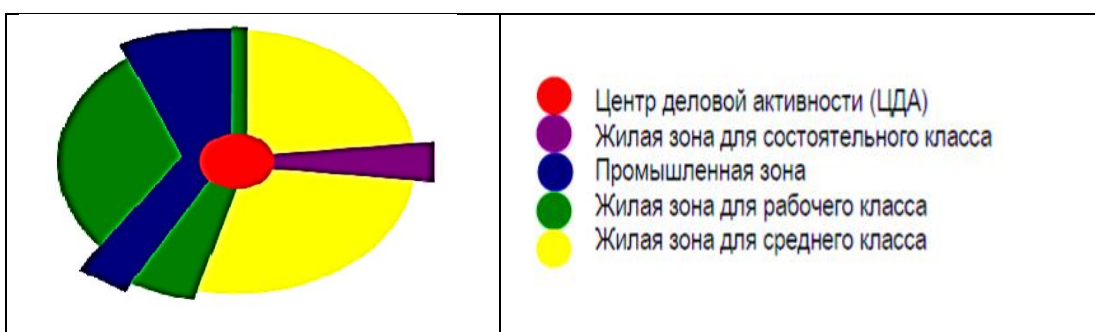 Центр деловой активности (ЦДА)
Жилая зона для состоятельного класса
Промышленная зона
Жилая зона для рабочего класса
Жилая зона для среднего класса